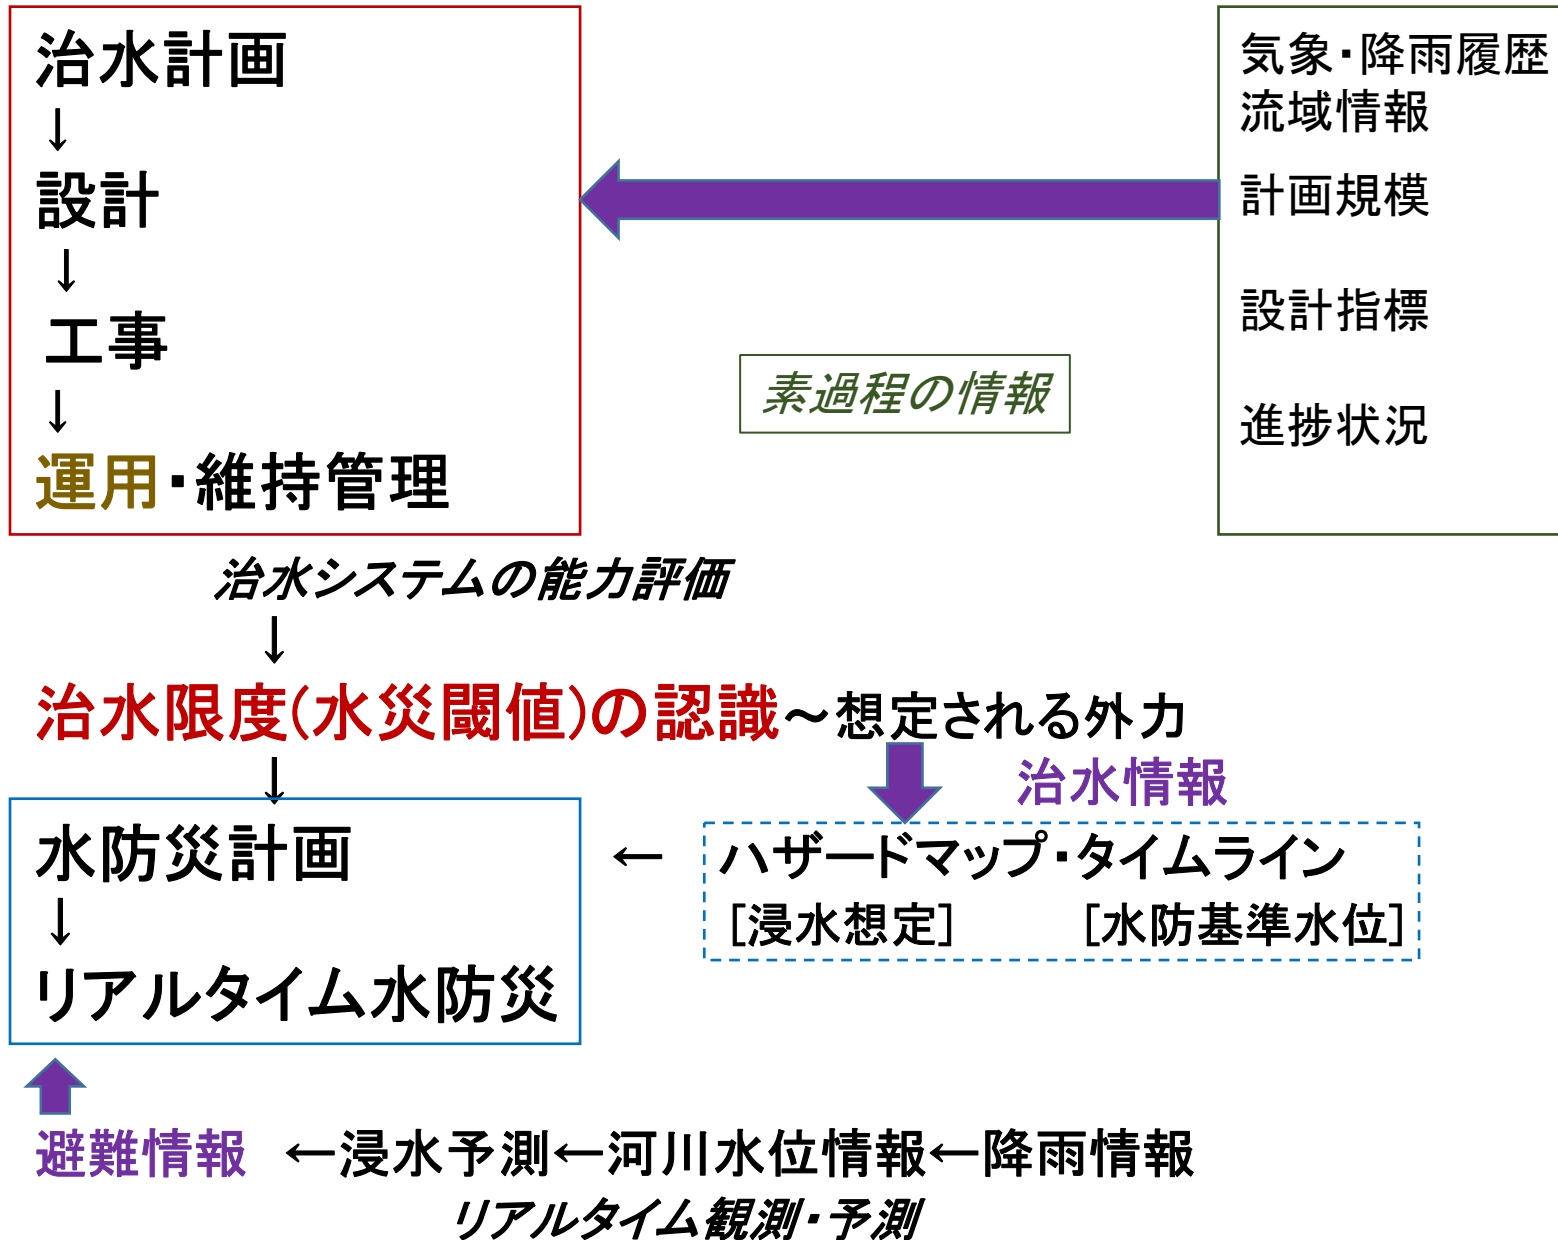 治水計画
↓
設計
↓
工事
↓
運用・維持管理
気象・降雨履歴
流域情報
計画規模
設計指標
進捗状況
素過程の情報
治水システムの能力評価
↓
治水限度(水災閾値)の認識～想定される外力
↓
治水情報
水防災計画
↓
リアルタイム水防災
← ハザードマップ・タイムライン
[浸水想定] [水防基準水位]
避難情報 ←浸水予測←河川水位情報←降雨情報
リアルタイム観測・予測